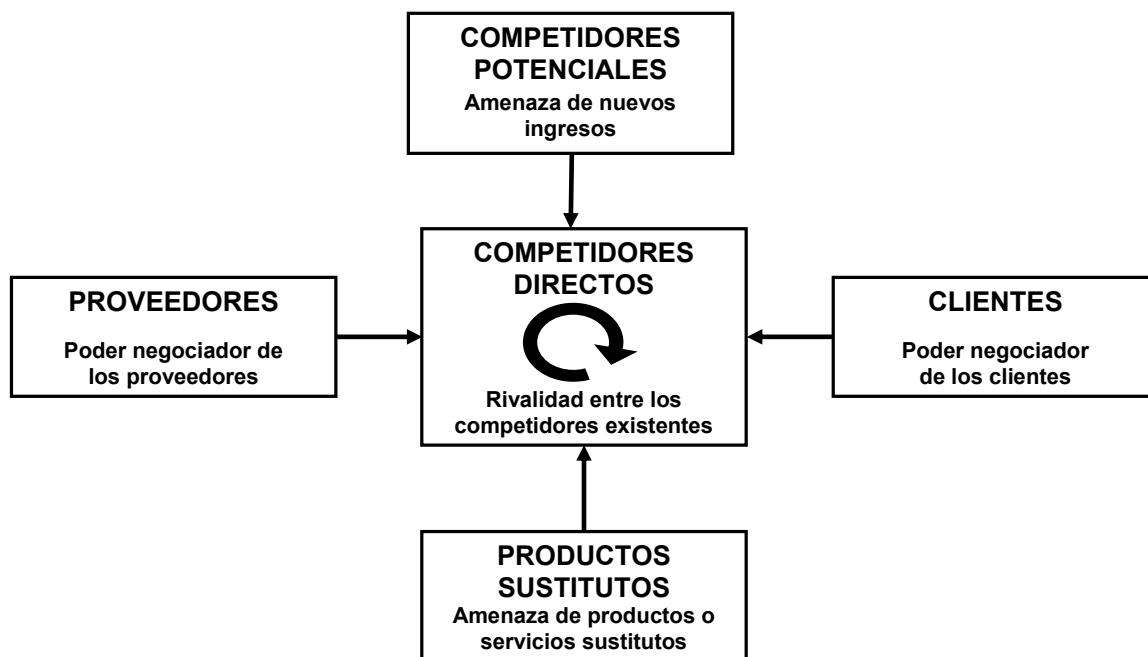 COMPETIDORES
POTENCIALES
Amenaza de nuevos
ingresos
COMPETIDORES
DIRECTOS
Rivalidad entre los
competidores existentes
PROVEEDORES
Poder negociador de
los proveedores
CLIENTES
Poder negociador
de los clientes
PRODUCTOS
SUSTITUTOS
Amenaza de productos o
servicios sustitutos